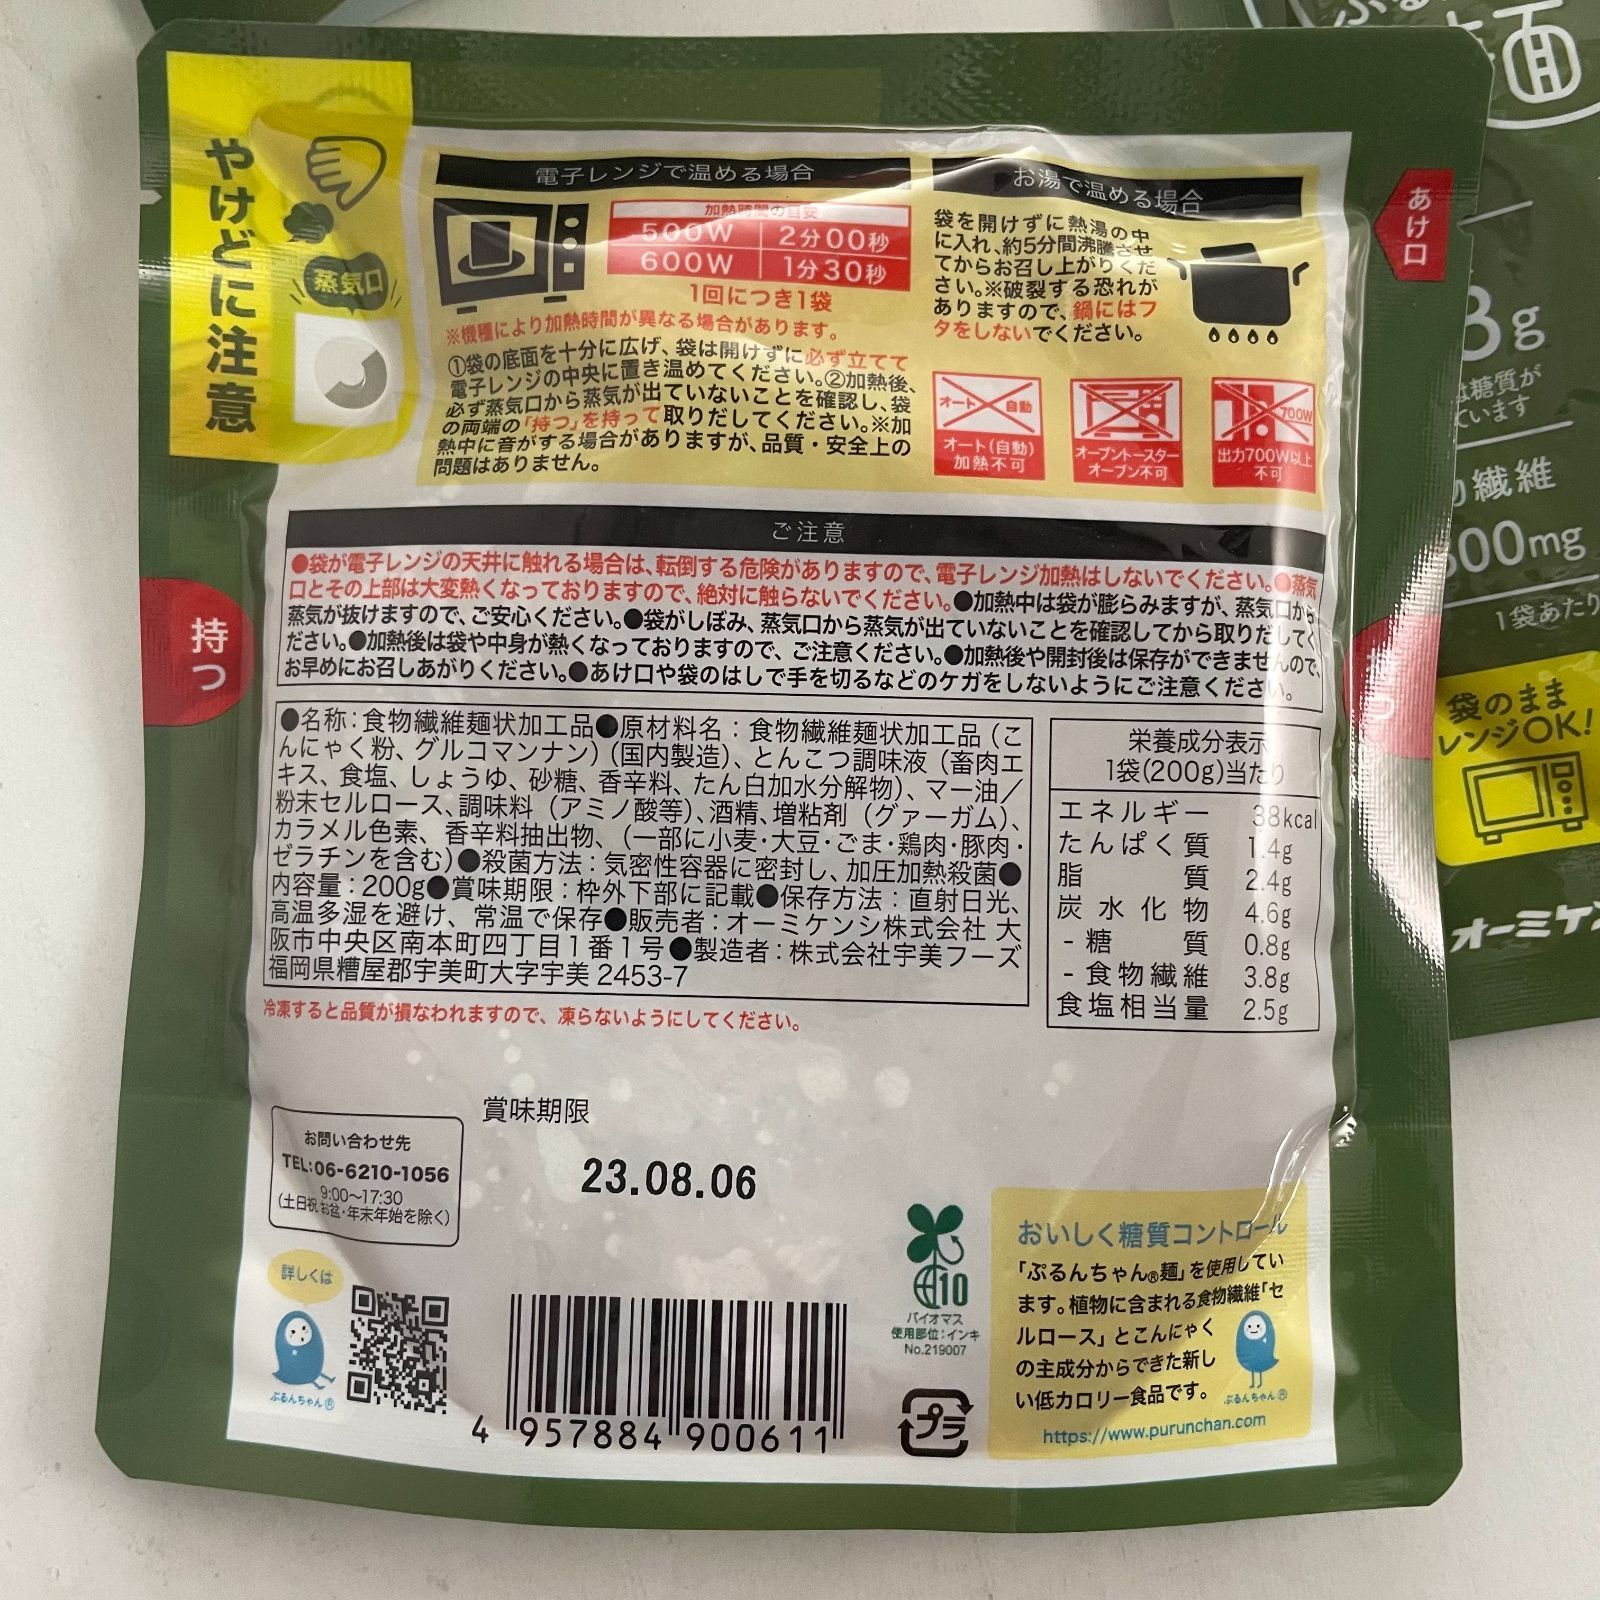 やけどに注意
蒸気口
電子レンジで温める場合
加熱時間の目安
500W 2分00秒
600W 1分30秒
1回につき1袋
※機種により加熱時間が異なる場合があります。
①袋の底面を十分に広げ、袋は開けずに必ず立てて
電子レンジの中央に置き温めてください。②加熱後、
必ず蒸気口から蒸気が出ていないことを確認し、袋
の両端の「持つ」を持って取りだしてください。※加
熱中に音がする場合がありますが、品質・安全上の
問題はありません。
お湯で温める場合
袋を開けずに熱湯の中
に入れ、約5分間沸騰させ
てからお召し上がりくだ
さい。※破裂する恐れが
ありますので、鍋にはフ
タをしないでください。
オート 自動
オート(自動)
加熱不可
オーブントースター
オーブン不可
700W
出力700W以上
不可
あけ口
持つ
ご注意
●袋が電子レンジの天井に触れる場合は、転倒する危険がありますので、電子レンジ加熱はしないでください。●蒸気
口とその上部は大変熱くなっておりますので、絶対に触らないでください。●加熱中は袋が膨らみますが、蒸気口から
蒸気が抜けますので、ご安心ください。●袋がしぼみ、蒸気口から蒸気が出ていないことを確認してから取りだしてく
ださい。●加熱後は袋や中身が熱くなっておりますので、ご注意ください。●加熱後や開封後は保存ができませんので、
お早めにお召しあがりください。●あけ口や袋のはしで手を切るなどのケガをしないようにご注意ください。
●名称：食物繊維麺状加工品●原材料名：食物繊維麺状加工品（こ
んにゃく粉、グルコマンナン）（国内製造）、とんこつ調味液（畜肉エ
キス、食塩、しょうゆ、砂糖、香辛料、たん白加水分解物）、マー油／
粉末セルロース、調味料（アミノ酸等）、酒精、増粘剤（グァーガム）、
カラメル色素、香辛料抽出物、（一部に小麦・大豆・ごま・鶏肉・豚肉・
ゼラチンを含む）●殺菌方法：気密性容器に密封し、加圧加熱殺菌●
内容量：200g●賞味期限：枠外下部に記載●保存方法：直射日光、
高温多湿を避け、常温で保存●販売者：オーミケンシ株式会社 大
阪市中央区南本町四丁目1番1号●製造者：株式会社宇美フーズ
福岡県糟屋郡宇美町大字宇美2453-7
冷凍すると品質が損なわれますので、凍らないようにしてください。
栄養成分表示
1袋(200g)当たり
エネルギー 38kcal
たんぱく質 1.4g
脂質 2.4g
炭水化物 4.6g
-糖質 0.8g
-食物繊維 3.8g
食塩相当量 2.5g
賞味期限
23.08.06
お問い合わせ先
TEL:06-6210-1056
9:00～17:30
(土日祝お盆・年末年始を除く)
詳しくは
ぷるんちゃん®
4 957884 900611
10
バイオマス
使用部位：インキ
No.219007
プラ
おいしく糖質コントロール
「ぷるんちゃん®麺」を使用してい
ます。植物に含まれる食物繊維「セ
ルロース」とこんにゃく
の主成分からできた新し
い低カロリー食品です。
ぷるんちゃん®
https://www.purunchan.com
麺
8g
糖質が
ています
繊維
00mg
1袋あたり
袋のまま
レンジOK!
オーミケン